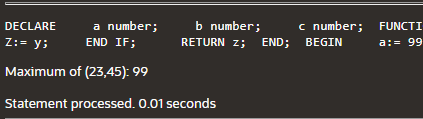 DECLARE a number; b number; c number; FUNCTI
Z:= y; END IF; RETURN z; END; BEGIN a:= 99
Maximum of (23,45): 99
Statement processed. 0.01 seconds